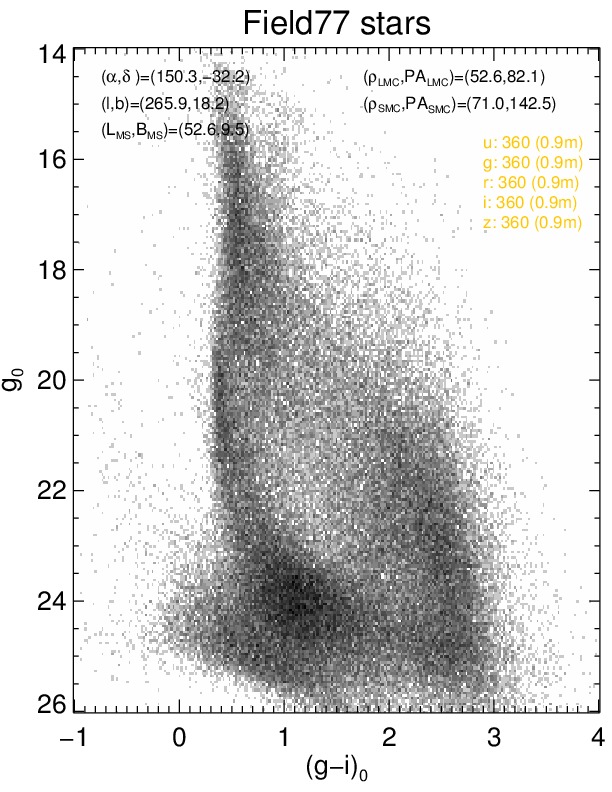 Field77 stars
(α,δ )=(150.3,−32.2)
(ρLMC,PALMC)=(52.6,82.1)
(l,b)=(265.9,18.2)
(ρSMC,PASMC)=(71.0,142.5)
(LMS,BMS)=(52.6,9.5)
u: 360 (0.9m)
g: 360 (0.9m)
r: 360 (0.9m)
i: 360 (0.9m)
z: 360 (0.9m)
14
16
18
20
22
24
26
g0
−1 0 1 2 3 4
(g−i)0